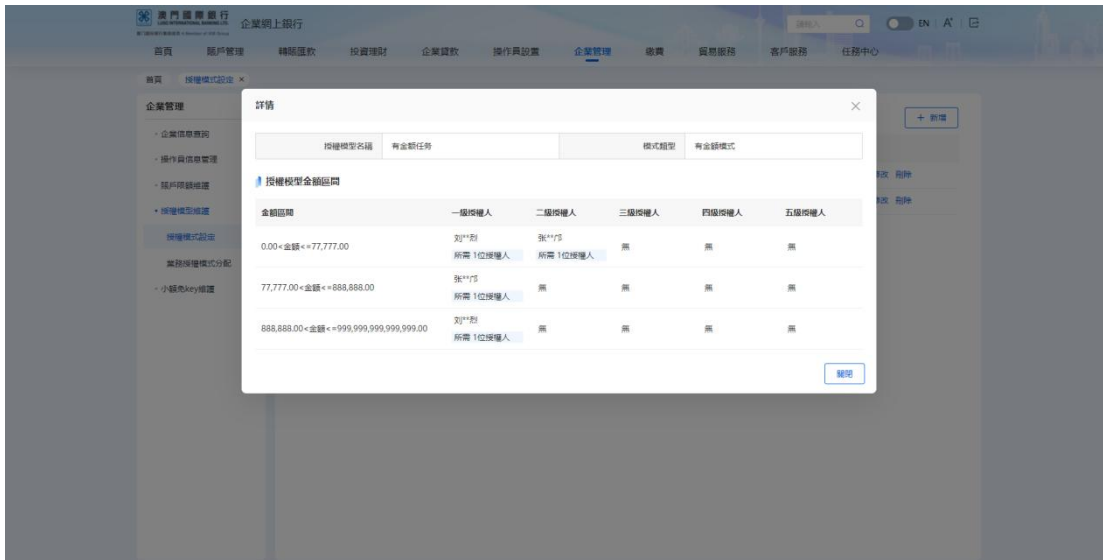 澳門國際銀行
LUSO INTERNATIONAL BANKING LTD.
企業網上銀行
請輸入
EN
A
首頁 賬戶管理 轉賬匯款 投資理財 企業貸款 操作員設置 企業管理 繳費 貿易服務 客戶服務 任務中心
首頁 授權模式設定 ×
企業管理
企業信息查詢
操作員信息管理
賬戶限額維護
授權模型維護
授權模式設定
業務授權模式分配
小額免key維護
+ 新增
修改 刪除
修改 刪除
詳情
授權模型名稱 有金额任务 模式類型 有金額模式
授權模型金額區間
金額區間 一級授權人 二級授權人 三級授權人 四級授權人 五級授權人
0.00<金額<=77,777.00 刘**烈 张**邝 無 無 無
所需 1位授權人 所需 1位授權人
77,777.00<金額<=888,888.00 张**邝 無 無 無 無
所需 1位授權人
888,888.00<金額<=999,999,999,999,999.00 刘**烈 無 無 無 無
所需 1位授權人
關閉